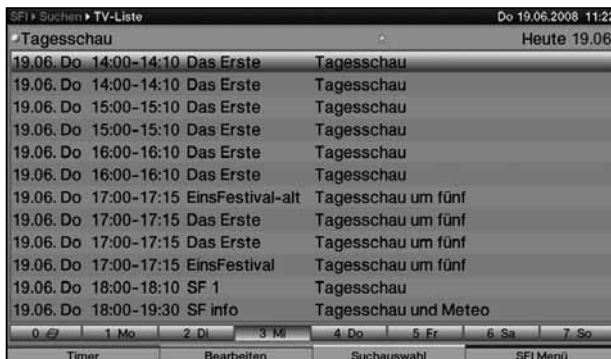 SFI ▸ Suchen ▸ TV-Liste Do 19.06.2008 11:22
Tagesschau Heute 19.06
19.06. Do 14:00-14:10 Das Erste Tagesschau
19.06. Do 14:00-14:10 Das Erste Tagesschau
19.06. Do 15:00-15:10 Das Erste Tagesschau
19.06. Do 15:00-15:10 Das Erste Tagesschau
19.06. Do 16:00-16:10 Das Erste Tagesschau
19.06. Do 16:00-16:10 Das Erste Tagesschau
19.06. Do 17:00-17:15 EinsFestival-alt Tagesschau um fünf
19.06. Do 17:00-17:15 Das Erste Tagesschau um fünf
19.06. Do 17:00-17:15 Das Erste Tagesschau um fünf
19.06. Do 17:00-17:15 EinsFestival Tagesschau um fünf
19.06. Do 18:00-18:10 SF 1 Tagesschau
19.06. Do 18:00-19:30 SF info Tagesschau und Meteo
0 1 Mo 2 Di 3 Mi 4 Do 5 Fr 6 Sa 7 So
Timer Bearbeiten Suchauswahl SFI Menü